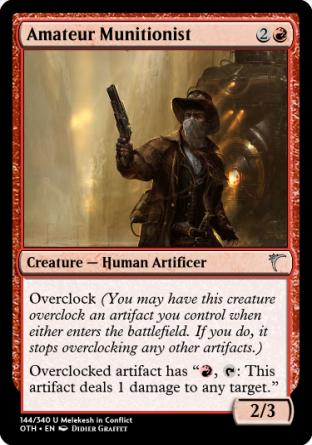 Amateur Munitionist 2
Creature — Human Artificer
Overclock (You may have this creature
overclock an artifact you control when
either enters the battlefield. If you do, it
stops overclocking any other artifacts.)
Overclocked artifact has “, : This
artifact deals 1 damage to any target.”
2/3
144/340 U Melekesh in Conflict
OTH • EN Didier Graffet